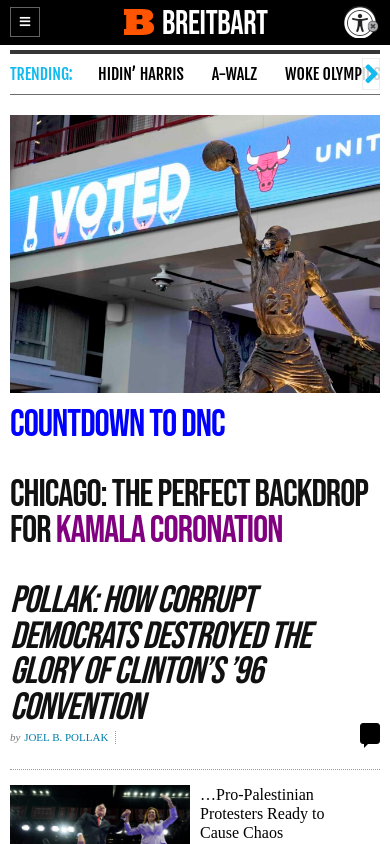 BREITBART
TRENDING: HIDIN’ HARRIS A-WALZ WOKE OLYMP
I VOTED UNIT
23
COUNTDOWN TO DNC
CHICAGO: THE PERFECT BACKDROP
FOR KAMALA CORONATION
POLLAK: HOW CORRUPT
DEMOCRATS DESTROYED THE
GLORY OF CLINTON’S ’96
CONVENTION
by JOEL B. POLLAK
…Pro-Palestinian
Protesters Ready to
Cause Chaos